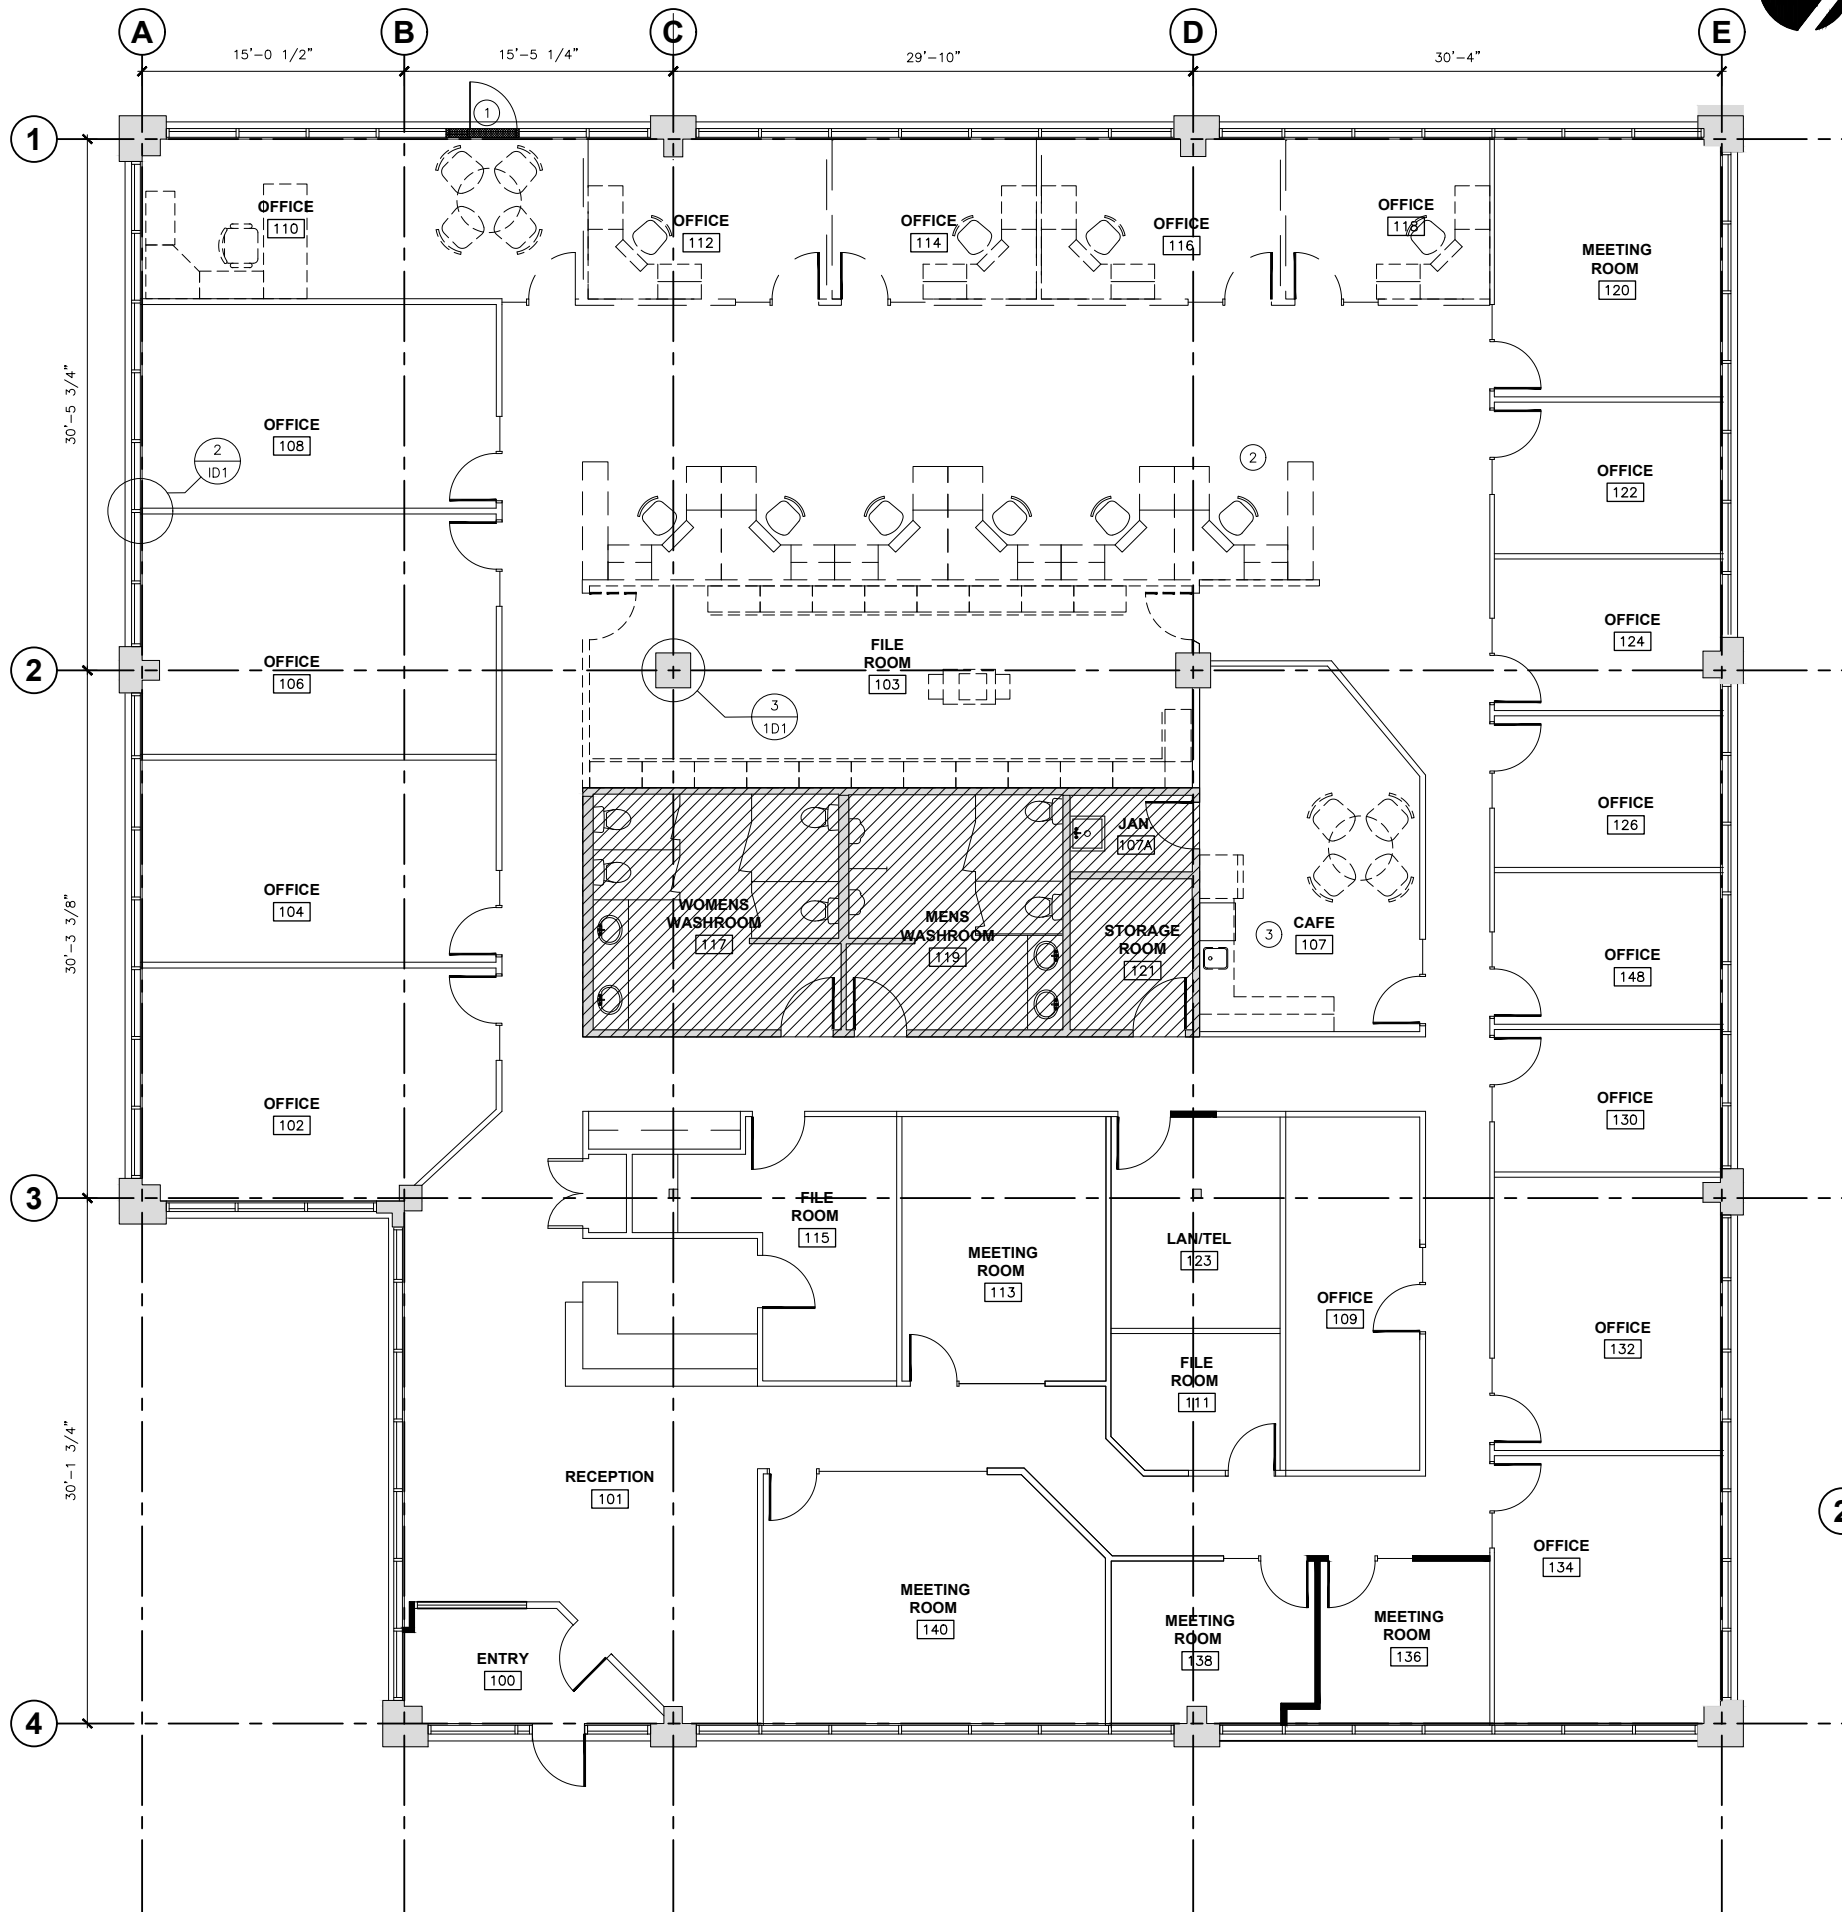 A
B
C
D
E
15'-0 1/2"
15'-5 1/4"
29'-10"
30'-4"
1
1
OFFICE
110
OFFICE
112
OFFICE
114
OFFICE
116
OFFICE
118
MEETING
ROOM
120
30'-5 3/4"
OFFICE
108
2
ID1
2
OFFICE
122
OFFICE
124
2
OFFICE
106
FILE
ROOM
103
3
1D1
OFFICE
126
JAN.
107A
30'-3 3/8"
OFFICE
104
WOMENS
WASHROOM
117
MENS
WASHROOM
119
STORAGE
ROOM
121
3
CAFE
107
OFFICE
148
OFFICE
102
OFFICE
130
3
FILE
ROOM
115
MEETING
ROOM
113
LAN/TEL
123
OFFICE
109
OFFICE
132
FILE
ROOM
111
30'-1 3/4"
RECEPTION
101
2
OFFICE
134
MEETING
ROOM
140
MEETING
ROOM
138
MEETING
ROOM
136
ENTRY
100
4